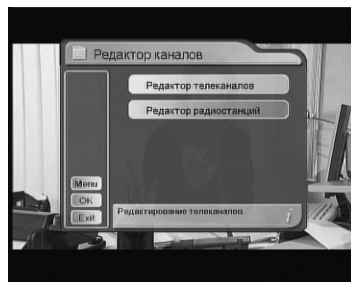 Редактор каналов
Редактор телеканалов
Редактор радиостанций
Menu
OK
Exit
Редактирование телеканалов.
i